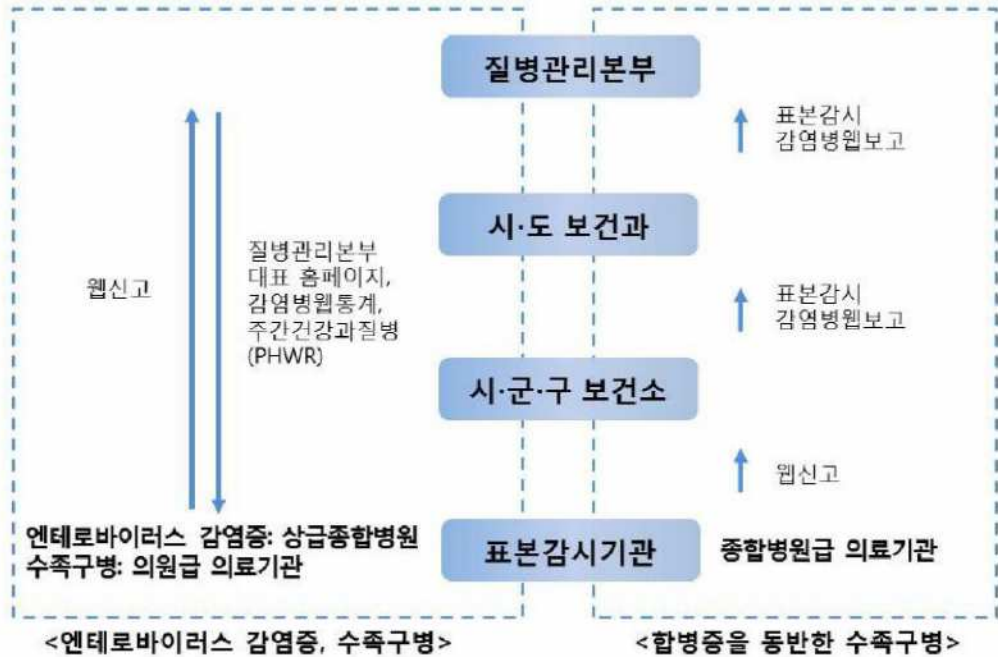 질병관리본부
표본감시
감염병웹보고
시·도 보건과
웹신고
질병관리본부
대표 홈페이지,
감염병웹통계,
주간건강과질병
(PHWR)
표본감시
감염병웹보고
시·군·구 보건소
웹신고
엔테로바이러스 감염증: 상급종합병원
수족구병: 의원급 의료기관
표본감시기관
종합병원급 의료기관
<엔테로바이러스 감염증, 수족구병>
<합병증을 동반한 수족구병>